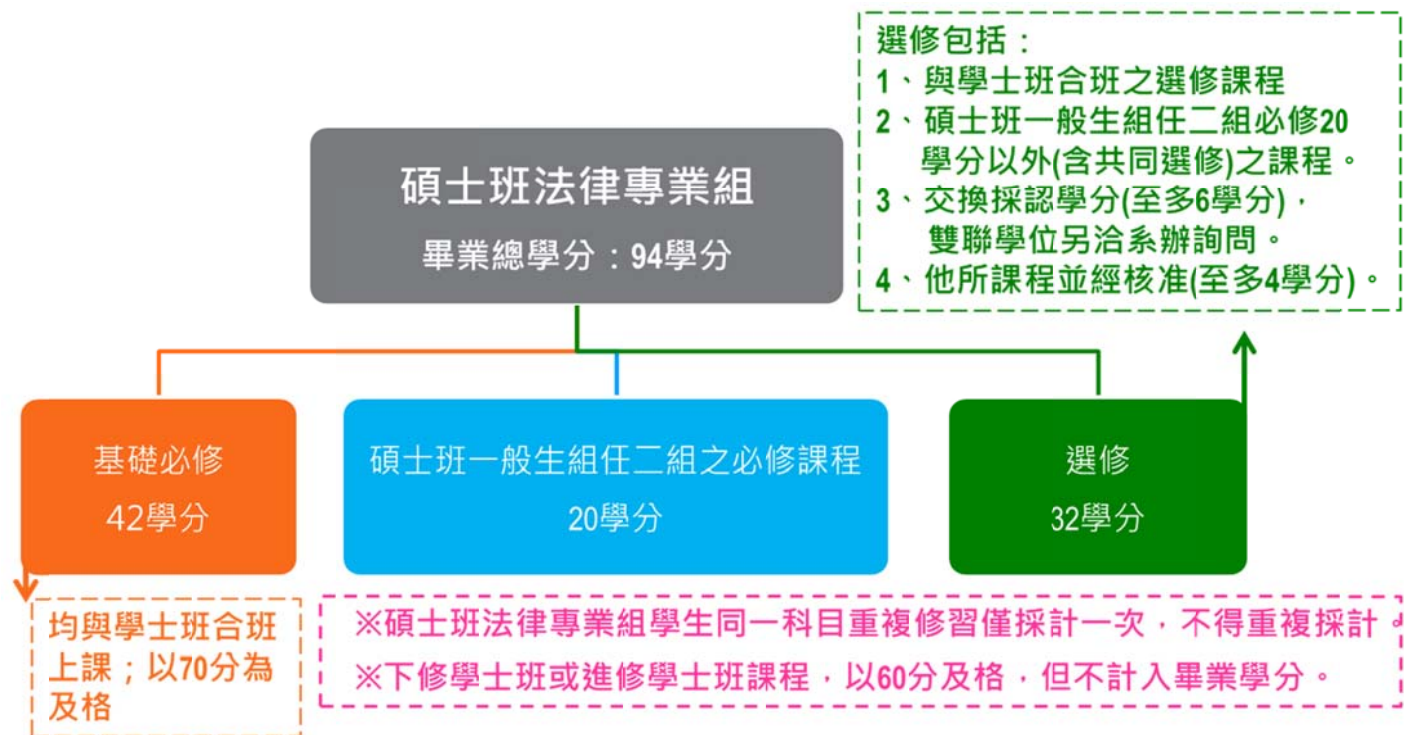 選修包括：
1、與學士班合班之選修課程
2、碩士班一般生組任二組必修20
學分以外(含共同選修)之課程。
3、交換採認學分(至多6學分)，
雙聯學位另洽系辦詢問。
4、他所課程並經核准(至多4學分)。
碩士班法律專業組
畢業總學分：94學分
基礎必修
42學分
碩士班一般生組任二組之必修課程
20學分
選修
32學分
均與學士班合班
上課；以70分為
及格
※碩士班法律專業組學生同一科目重複修習僅採計一次，不得重複採計。
※下修學士班或進修學士班課程，以60分及格，但不計入畢業學分。